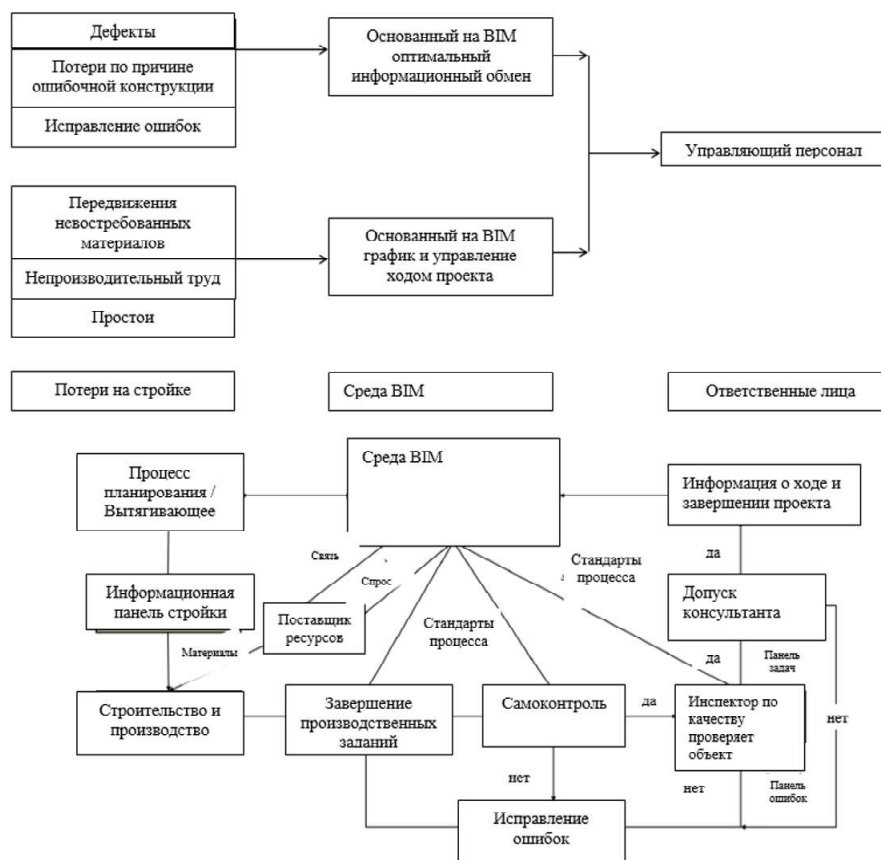 Дефекты
Потери по причине
ошибочной конструкции
Исправление ошибок
Основанный на BIM
оптимальный
информационный обмен
Управляющий персонал
Передвижения
невостребованных
материалов
Непроизводительный труд
Простои
Основанный на BIM
график и управление
ходом проекта
Потери на стройке
Среда BIM
Ответственные лица
Процесс
планирования /
Вытягивающее
Среда BIM
Информация о ходе и
завершении проекта
Связь
Спрос
Стандарты
процесса
да
Информационная
панель стройки
Поставщик
ресурсов
Материалы
Стандарты
процесса
Допуск
консультанта
да
Панель
задач
Строительство и
производство
Завершение
производственных
заданий
Самоконтроль
да
Инспектор по
качеству
проверяет
объект
нет
нет
нет
Панель
ошибок
Исправление
ошибок